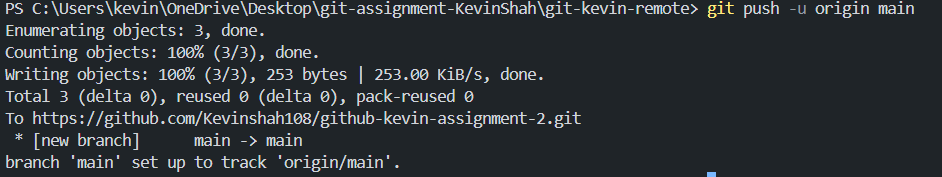 PS C:\Users\kevin\OneDrive\Desktop\git-assignment-KevinShah\git-kevin-remote> git push -u origin main
Enumerating objects: 3, done.
Counting objects: 100% (3/3), done.
Writing objects: 100% (3/3), 253 bytes | 253.00 KiB/s, done.
Total 3 (delta 0), reused 0 (delta 0), pack-reused 0
To https://github.com/Kevinshah108/github-kevin-assignment-2.git
 * [new branch]      main -> main
branch 'main' set up to track 'origin/main'.